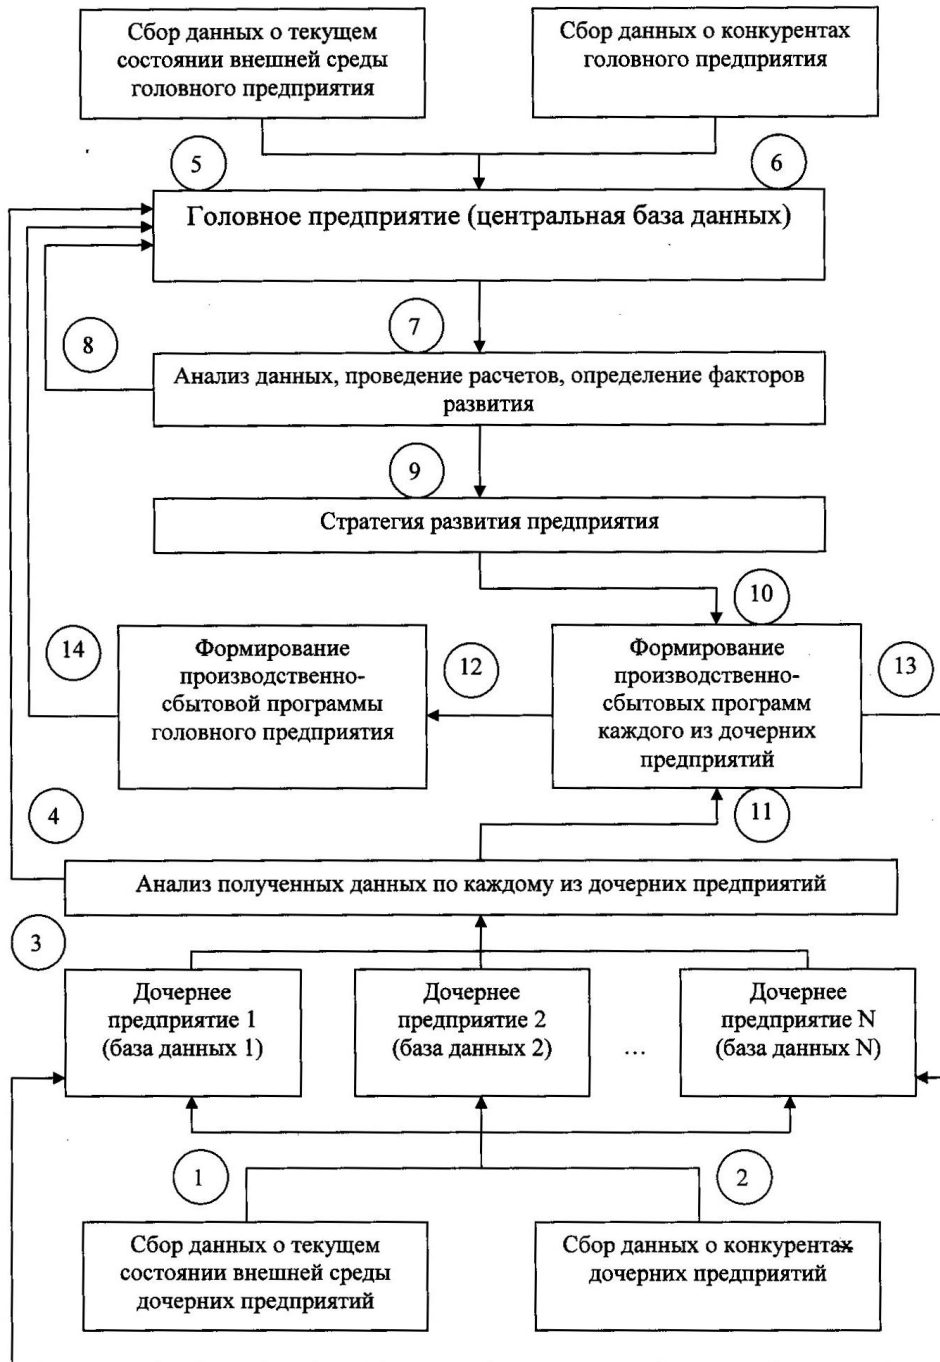 Сбор данных о текущем
состоянии внешней среды
головного предприятия
Сбор данных о конкурентах
головного предприятия
5
6
Головное предприятие (центральная база данных)
7
8
Анализ данных, проведение расчетов, определение факторов
развития
9
Стратегия развития предприятия
10
14
Формирование
производственно-
сбытовой программы
головного предприятия
12
Формирование
производственно-
сбытовых программ
каждого из дочерних
предприятий
13
4
11
Анализ полученных данных по каждому из дочерних предприятий
3
Дочернее
предприятие 1
(база данных 1)
Дочернее
предприятие 2
(база данных 2)
...
Дочернее
предприятие N
(база данных N)
1
2
Сбор данных о текущем
состоянии внешней среды
дочерних предприятий
Сбор данных о конкурентах
дочерних предприятий